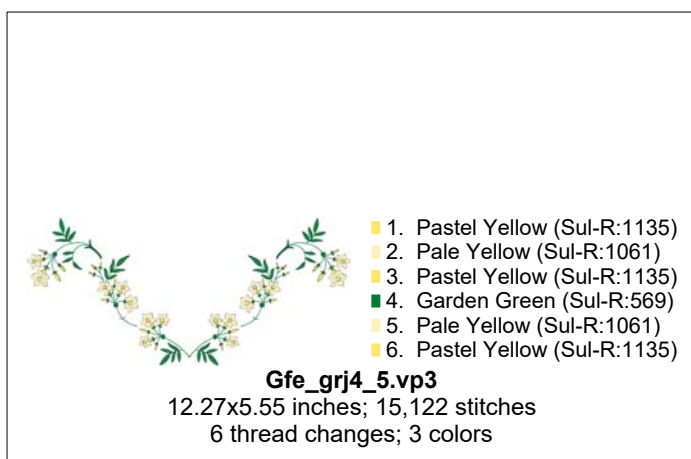 1. Pastel Yellow (Sul-R:1135)
2. Pale Yellow (Sul-R:1061)
3. Pastel Yellow (Sul-R:1135)
4. Garden Green (Sul-R:569)
5. Pale Yellow (Sul-R:1061)
6. Pastel Yellow (Sul-R:1135)
Gfe_grj4_5.vp3
12.27x5.55 inches; 15,122 stitches
6 thread changes; 3 colors